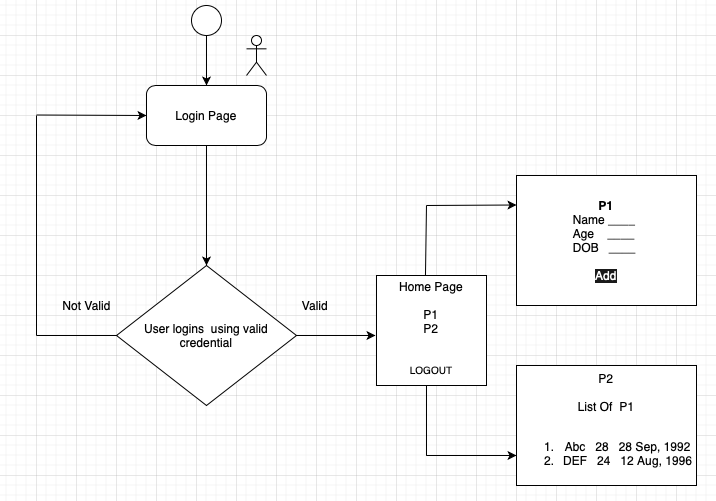 Login Page
Not Valid
User logins using valid
credential
Valid
Home Page
P1
P2
LOGOUT
P1
Name ____
Age ____
DOB ____
Add
P2
List Of P1
1. Abc 28 28 Sep, 1992
2. DEF 24 12 Aug, 1996